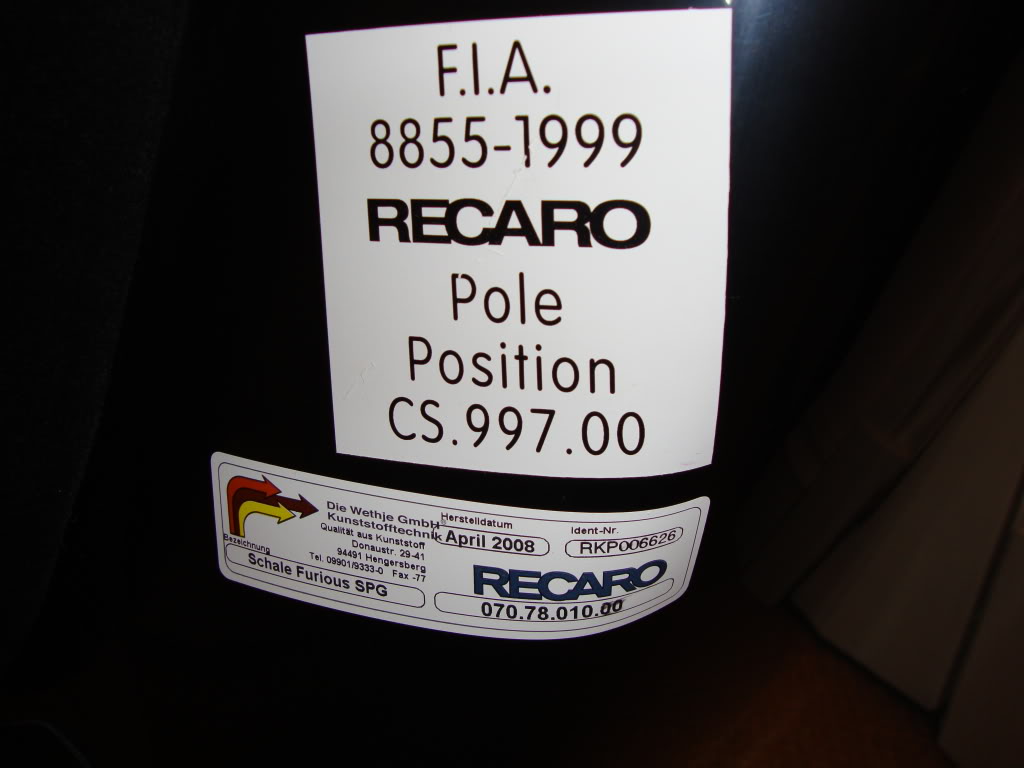 F.I.A.
8855-1999
RECARO
Pole
Position
CS.997.00
Die Wethje GmbH
Kunststofftechnik
Qualität aus Kunststoff
Donaustr. 29-41
94491 Hengersberg
Tel. 09901/9333-0 Fax -77
Bezeichnung
Schale Furious SPG
Herstelldatum
April 2008
Ident-Nr.
RKP006626
RECARO
070.78.010.00